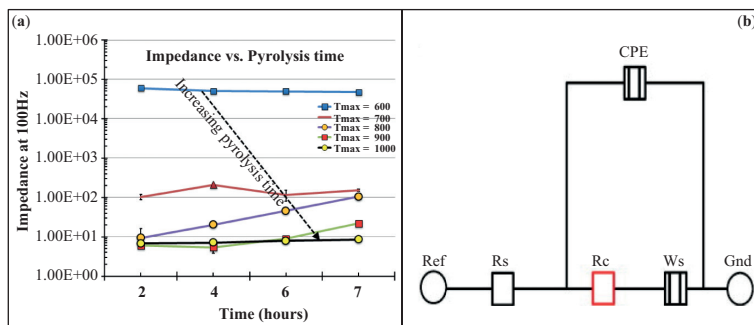 (a)
Impedance vs. Pyrolysis time
Impedance at 100Hz
1.00E+06
1.00E+05
1.00E+04
1.00E+03
1.00E+02
1.00E+01
1.00E+00
Increasing pyrolysis time
Tmax = 600
Tmax = 700
Tmax = 800
Tmax = 900
Tmax = 1000
2 4 6 7
Time (hours)
(b)
CPE
Ref Rs Rc Ws Gnd